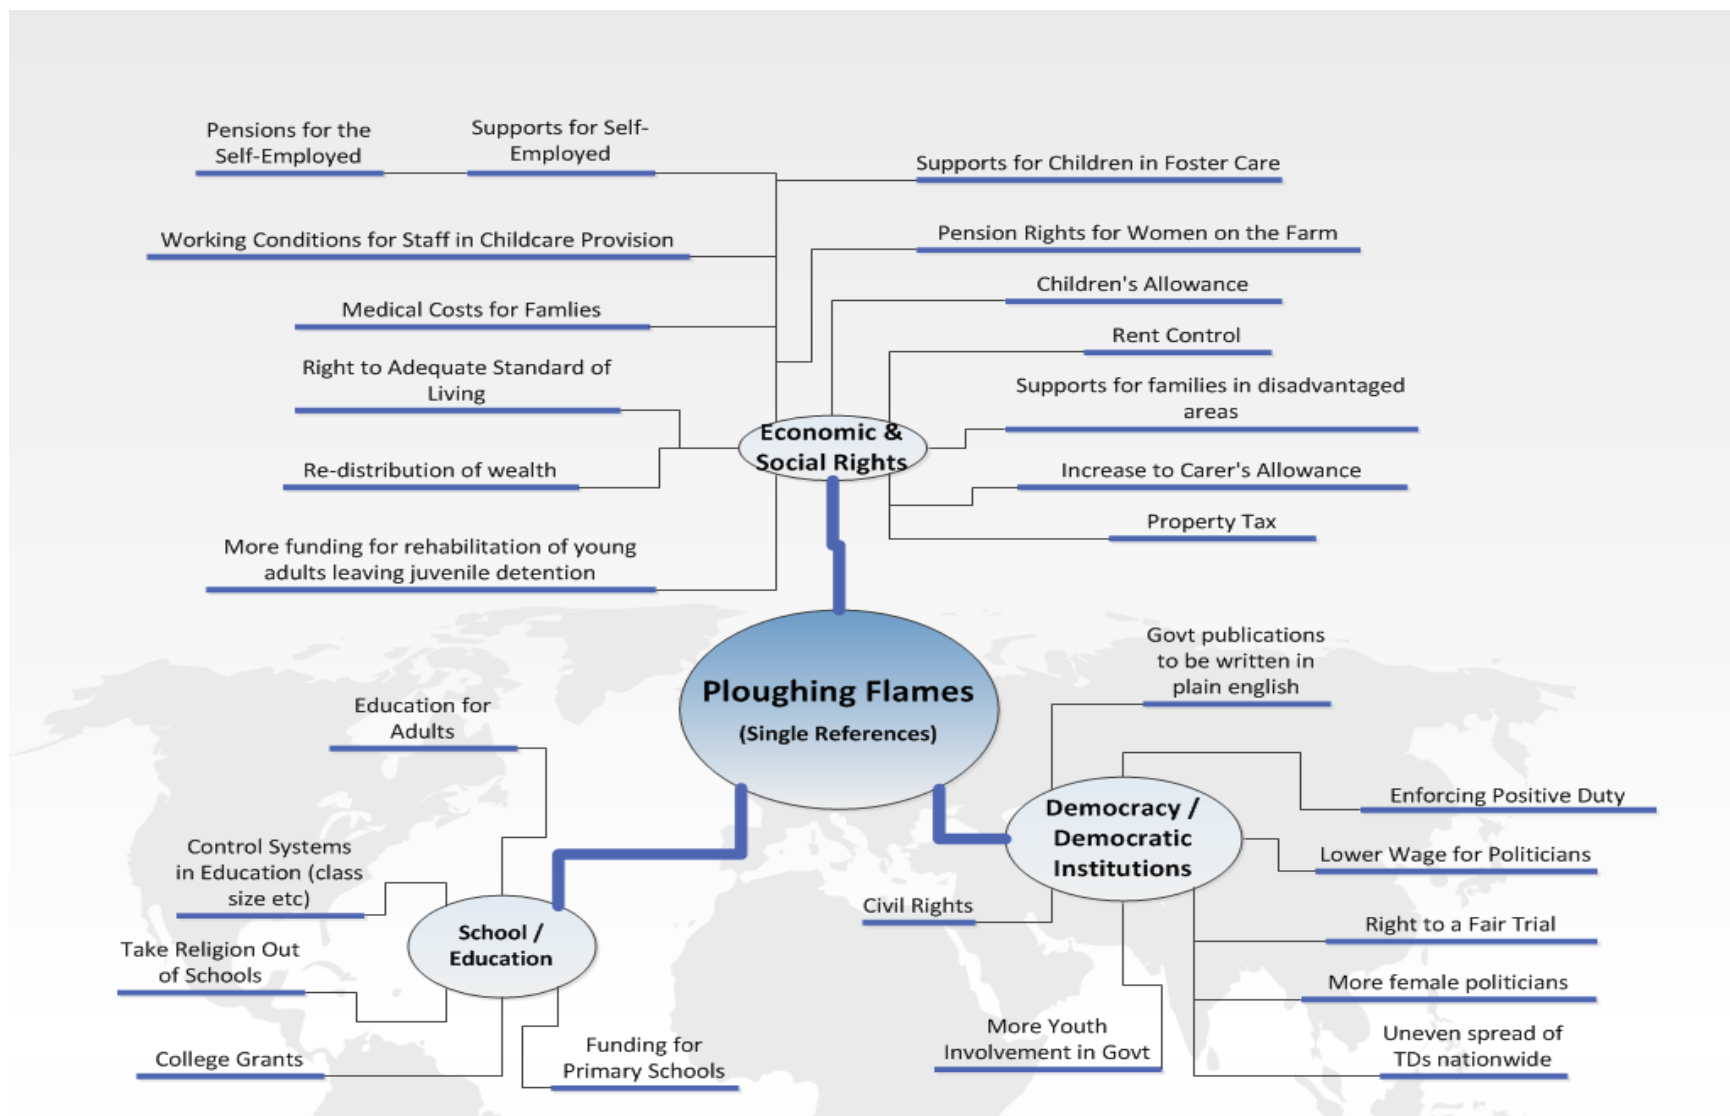 Pensions for the
Self-Employed
Supports for Self-
Employed
Supports for Children in Foster Care
Working Conditions for Staff in Childcare Provision
Pension Rights for Women on the Farm
Medical Costs for Famlies
Children's Allowance
Rent Control
Right to Adequate Standard of
Living
Supports for families in disadvantaged
areas
Economic &
Social Rights
Re-distribution of wealth
Increase to Carer's Allowance
Property Tax
More funding for rehabilitation of young
adults leaving juvenile detention
Ploughing Flames
(Single References)
Govt publications
to be written in
plain english
Education for
Adults
Enforcing Positive Duty
Democracy /
Democratic
Institutions
Lower Wage for Politicians
Control Systems
in Education (class
size etc)
Civil Rights
Right to a Fair Trial
School /
Education
Take Religion Out
of Schools
More female politicians
More Youth
Involvement in Govt
Uneven spread of
TDs nationwide
College Grants
Funding for
Primary Schools